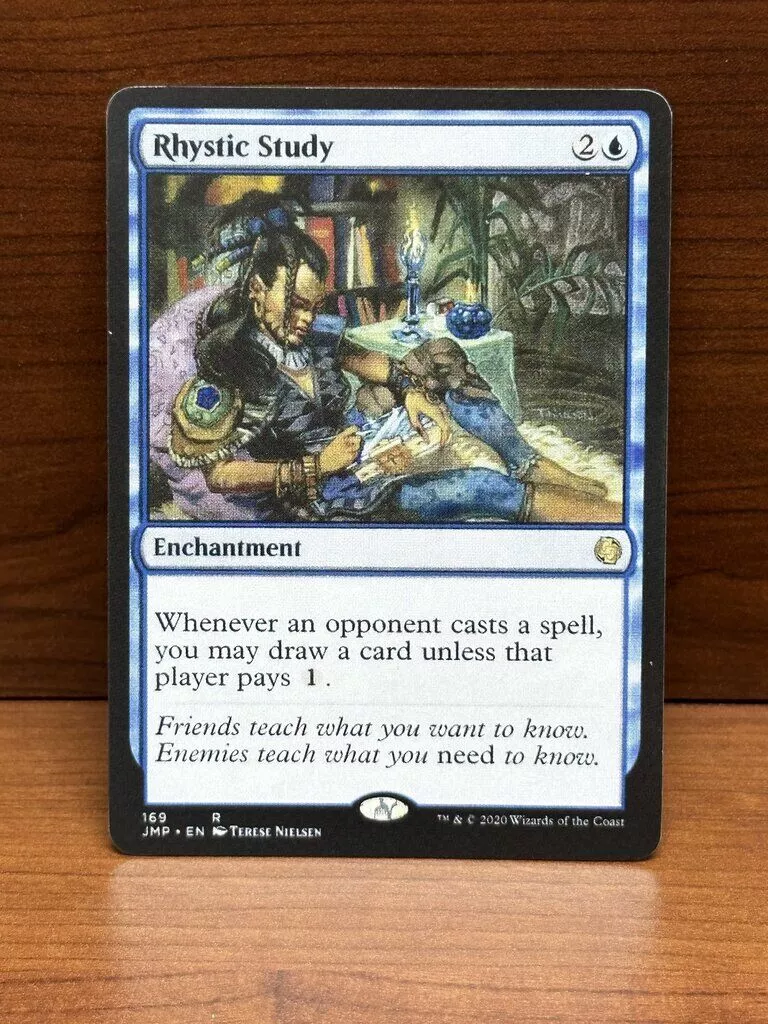 Rhystic Study 2
Enchantment
Whenever an opponent casts a spell,
you may draw a card unless that
player pays 1 .
Friends teach what you want to know.
Enemies teach what you need to know.
169 R
JMP • EN Terese Nielsen
™ & © 2020 Wizards of the Coast